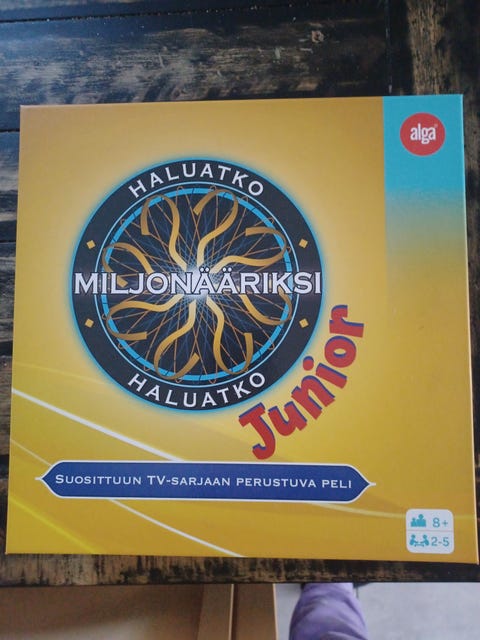 alga
HALUATKO
MILJONÄÄRIKSI
HALUATKO
Junior
SUOSITTUUN TV-SARJAAN PERUSTUVA PELI
8+
2-5